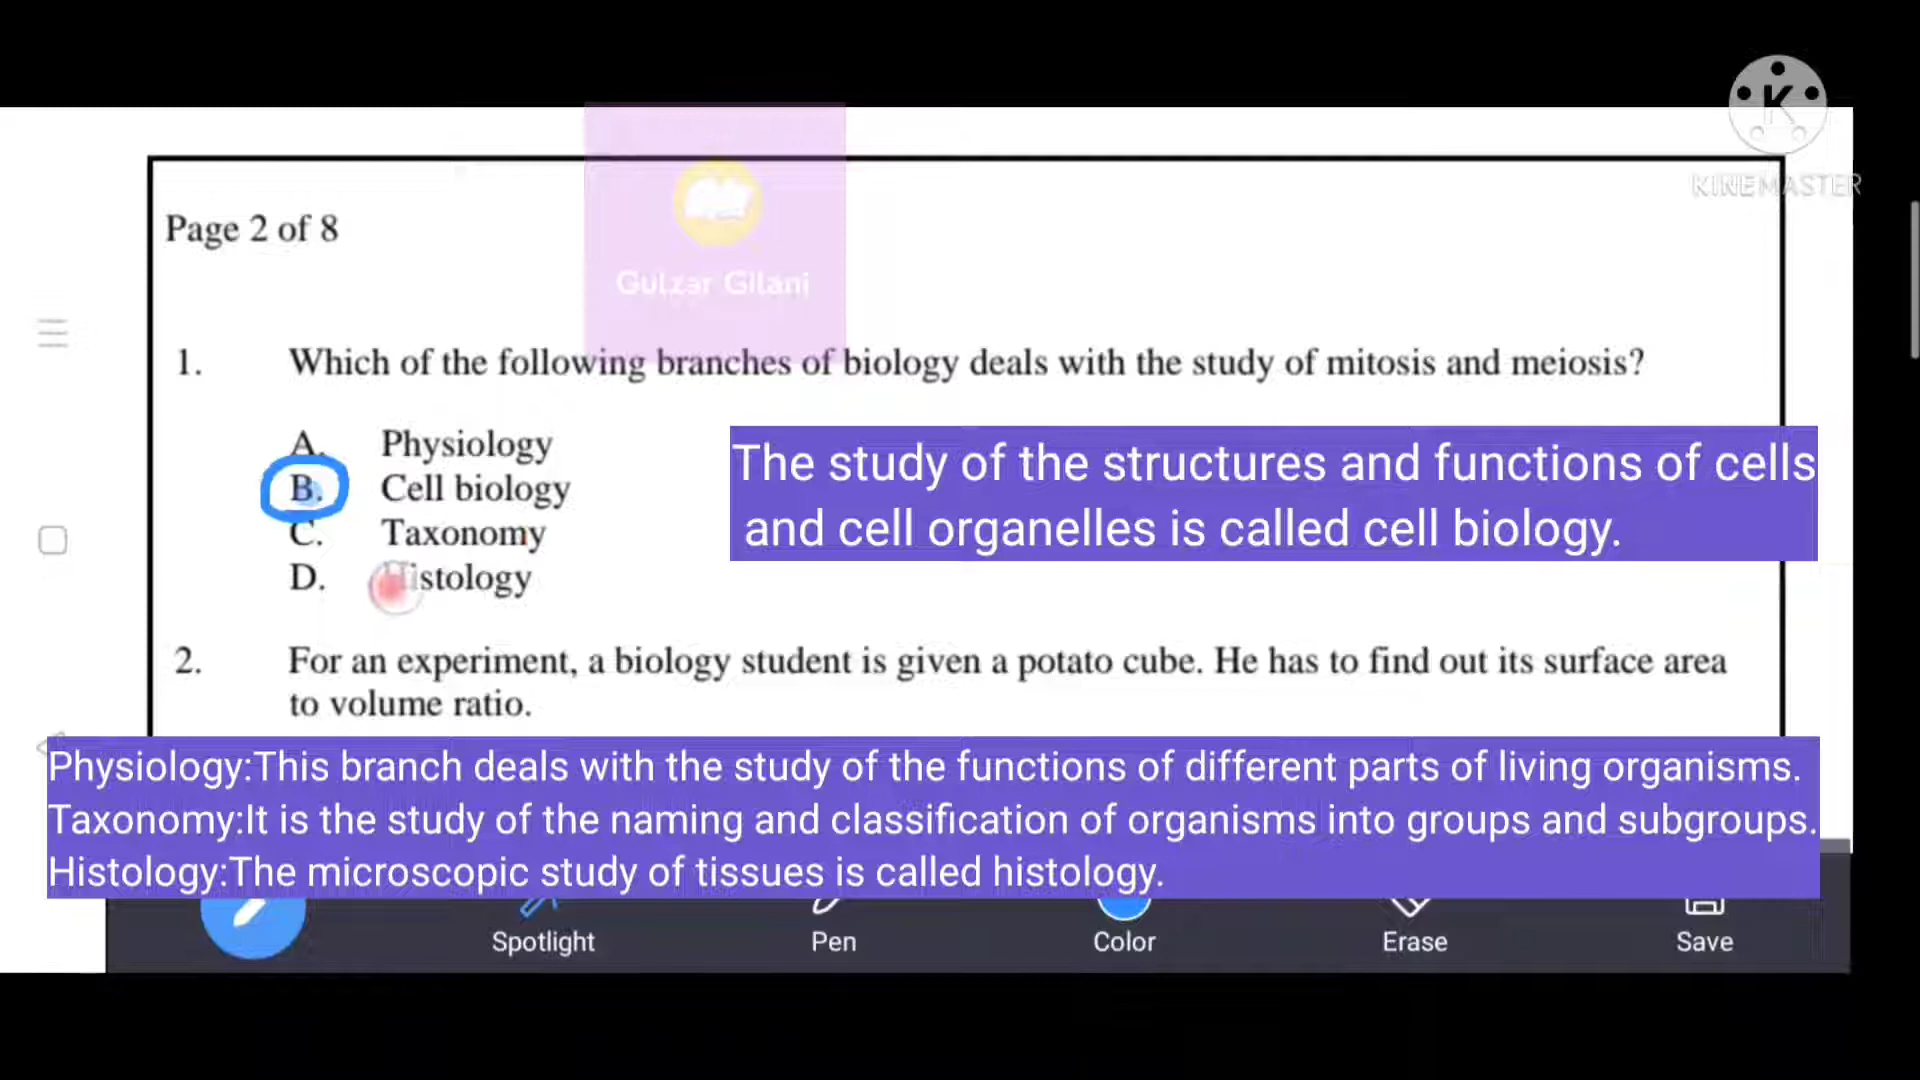 KINEMASTER
Page 2 of 8
Gulzar Gilani
1. Which of the following branches of biology deals with the study of mitosis and meiosis?
A. Physiology
B. Cell biology
C. Taxonomy
D. Histology
The study of the structures and functions of cells
and cell organelles is called cell biology.
2. For an experiment, a biology student is given a potato cube. He has to find out its surface area
to volume ratio.
Physiology:This branch deals with the study of the functions of different parts of living organisms.
Taxonomy:It is the study of the naming and classification of organisms into groups and subgroups.
Histology:The microscopic study of tissues is called histology.
Spotlight Pen Color Erase Save